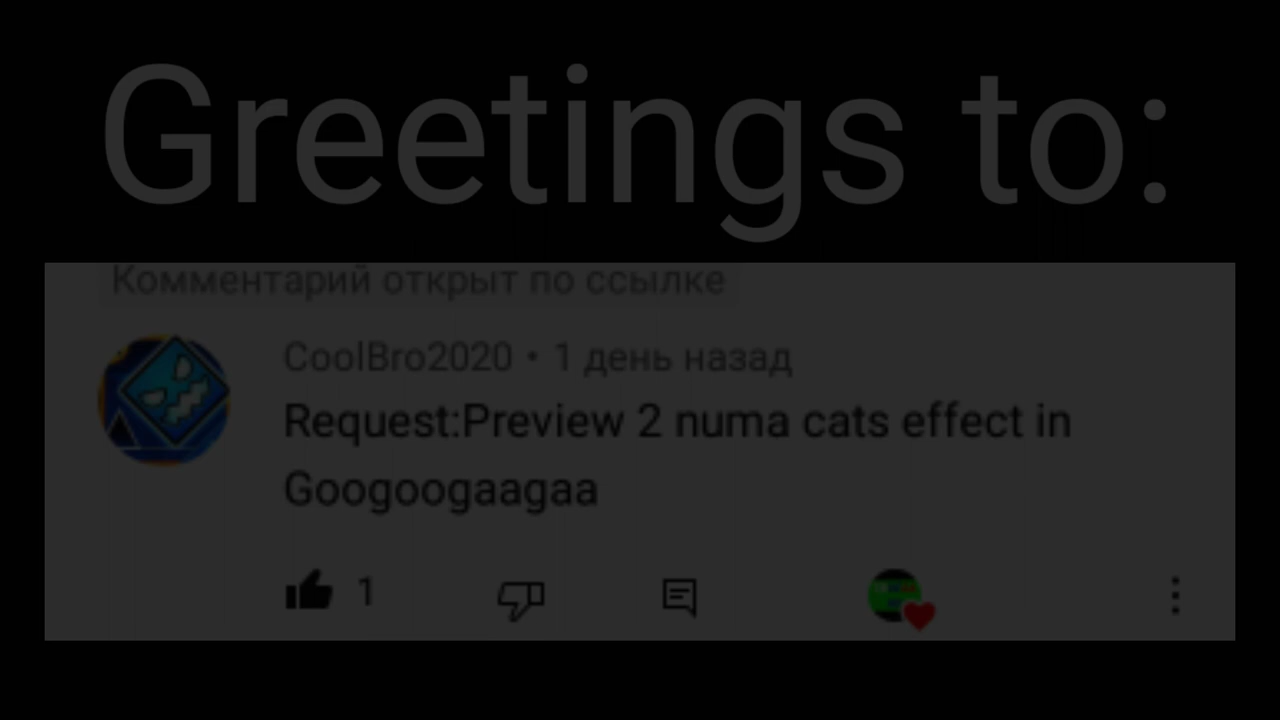 Greetings to:
Комментарий открыт по ссылке
CoolBro2020 • 1 день назад
Request:Preview 2 numa cats effect in
Googoogaagaa
1